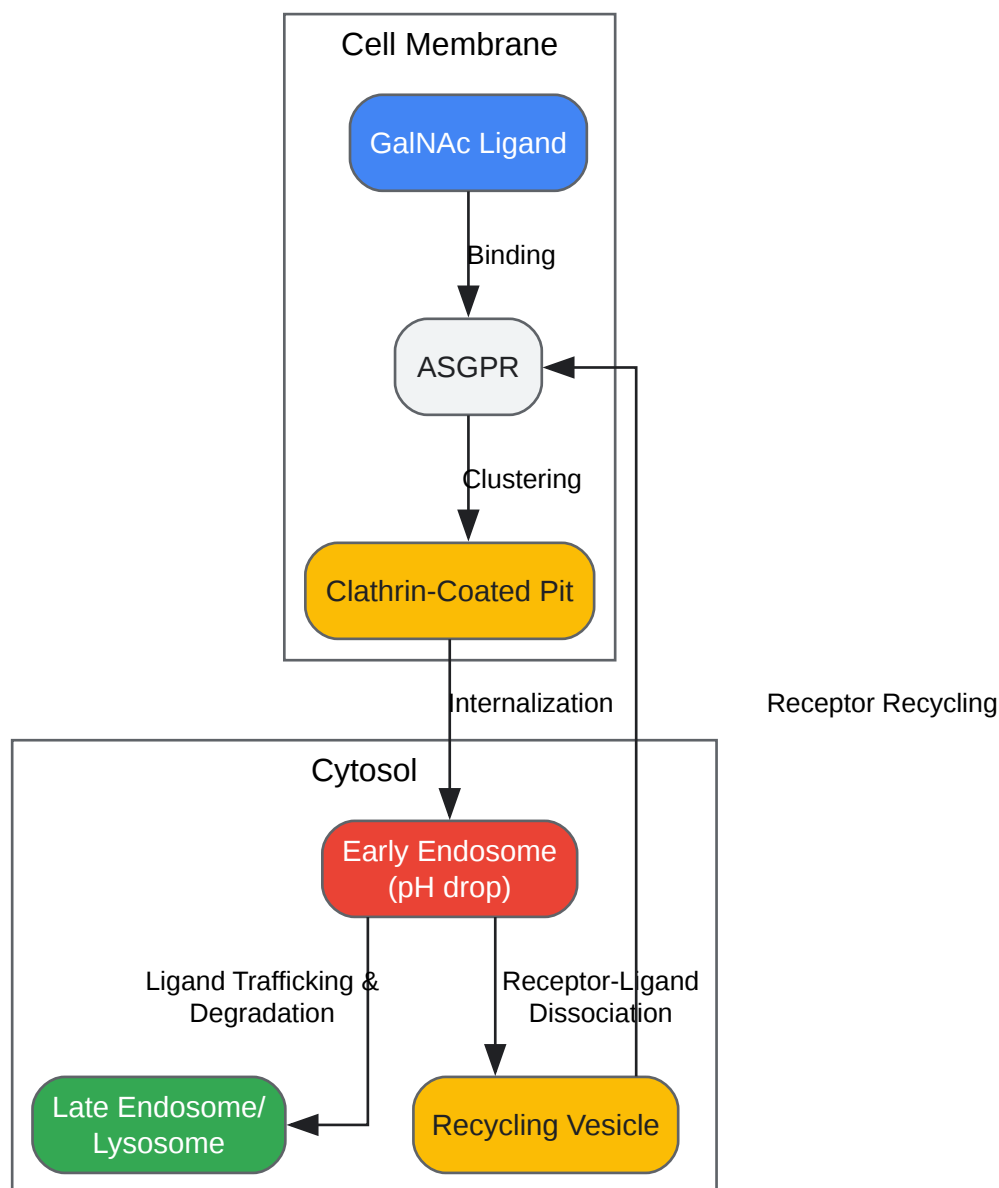 Cell Membrane
GalNAc Ligand
Binding
ASGPR
Clustering
Clathrin-Coated Pit
Internalization
Receptor Recycling
Cytosol
Early Endosome
(pH drop)
Ligand Trafficking &
Degradation
Receptor-Ligand
Dissociation
Late Endosome/
Lysosome
Recycling Vesicle